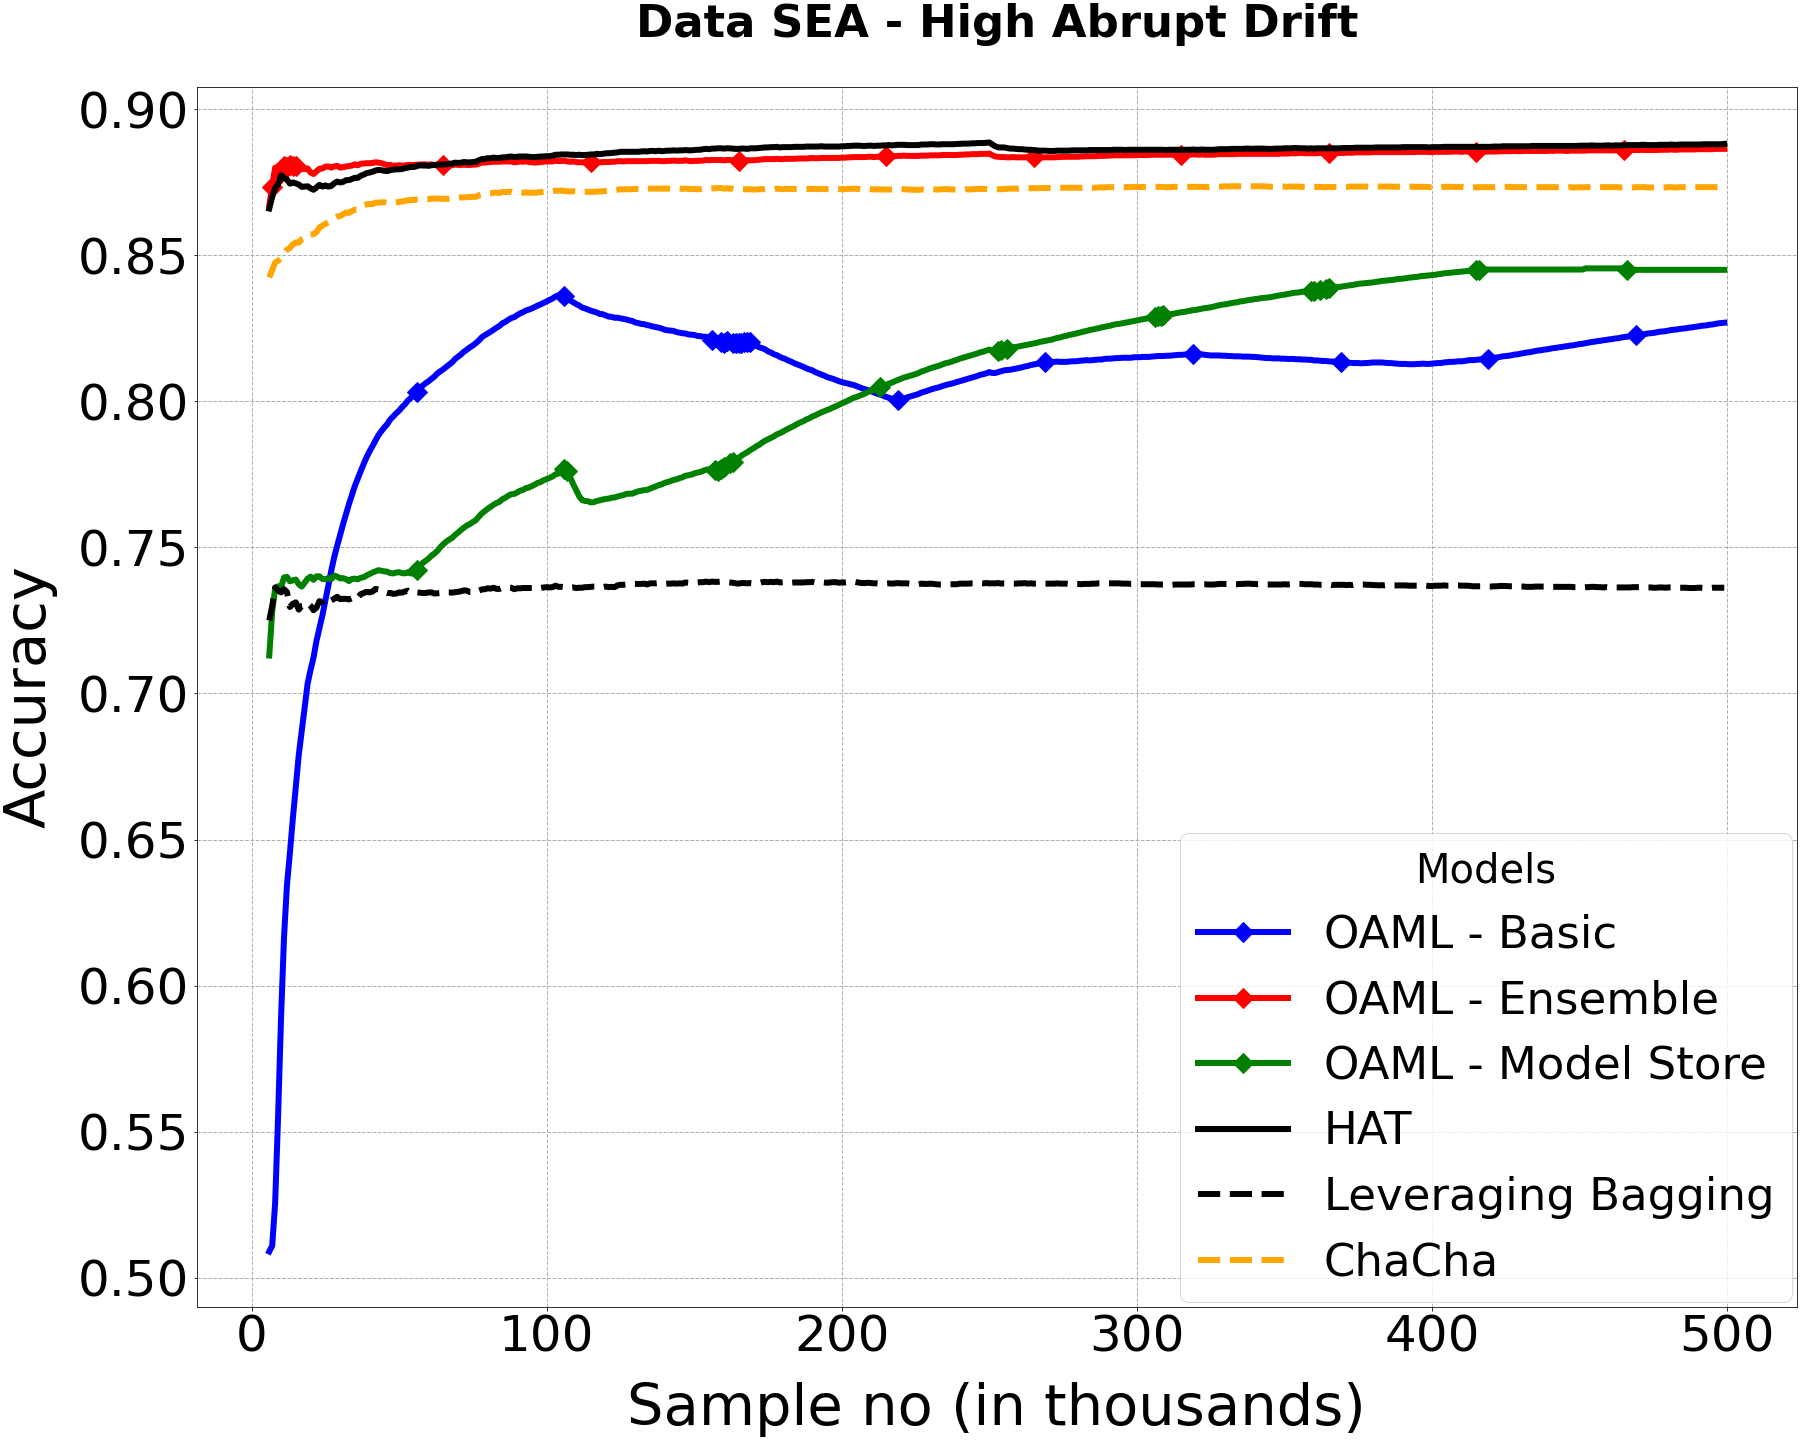 Data SEA - High Abrupt Drift
Accuracy
0.90
0.85
0.80
0.75
0.70
0.65
0.60
0.55
0.50
0
100
200
300
400
500
Sample no (in thousands)
Models
OAML - Basic
OAML - Ensemble
OAML - Model Store
HAT
Leveraging Bagging
ChaCha